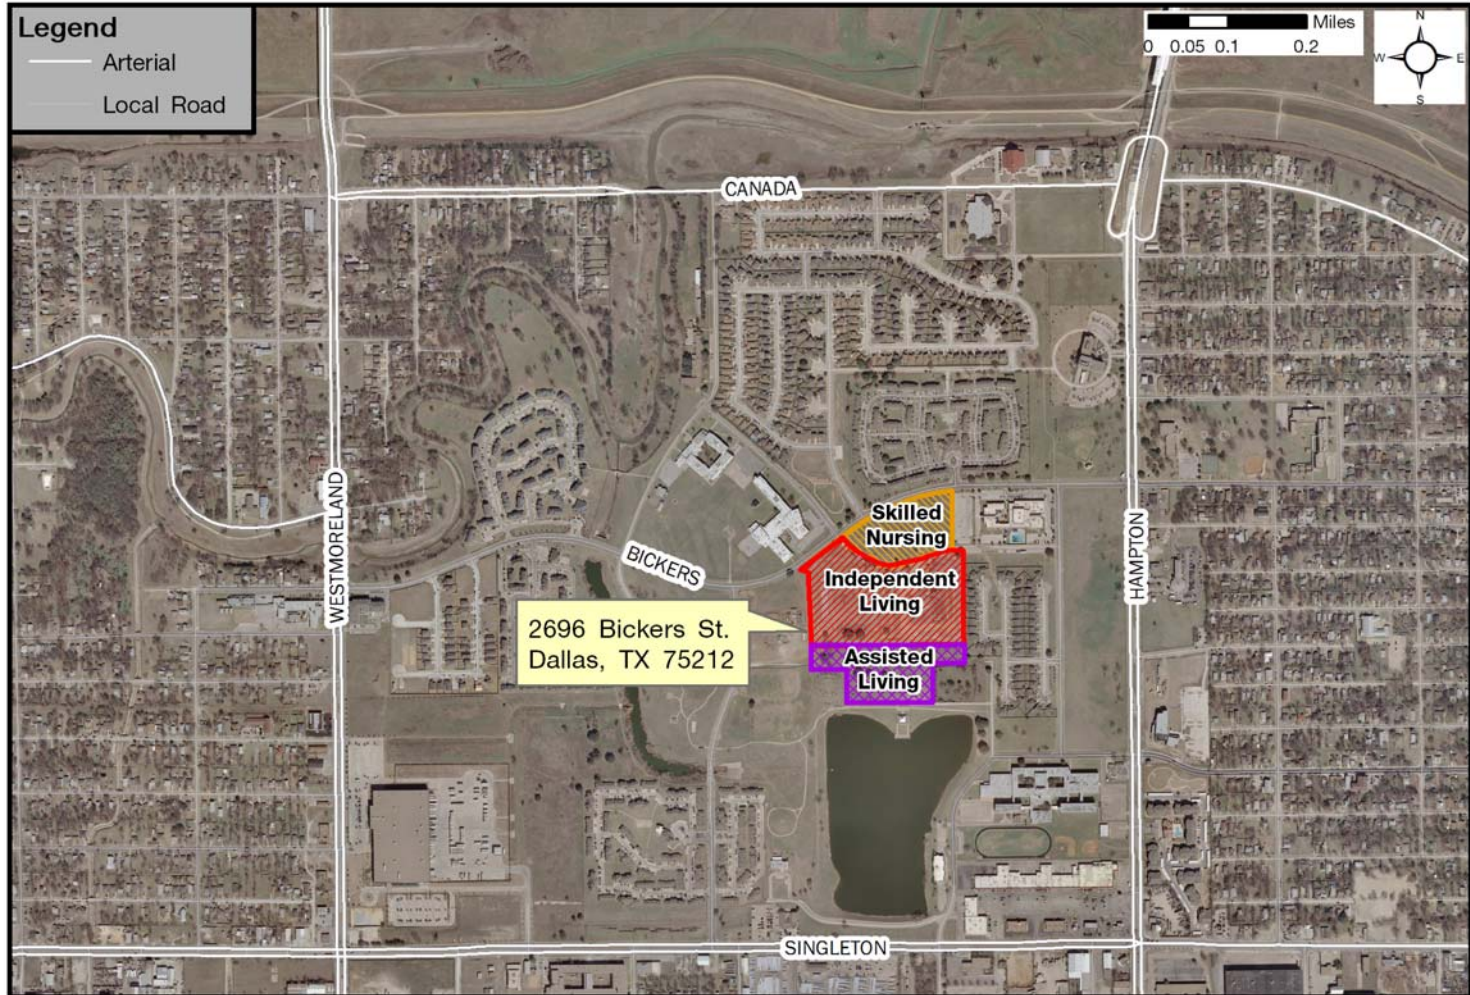 Legend
Arterial
Local Road
Miles
0 0.05 0.1 0.2
N
W E
S
CANADA
WESTMORELAND
HAMPTON
BICKERS
Skilled
Nursing
Independent
Living
2696 Bickers St.
Dallas, TX 75212
Assisted
Living
SINGLETON